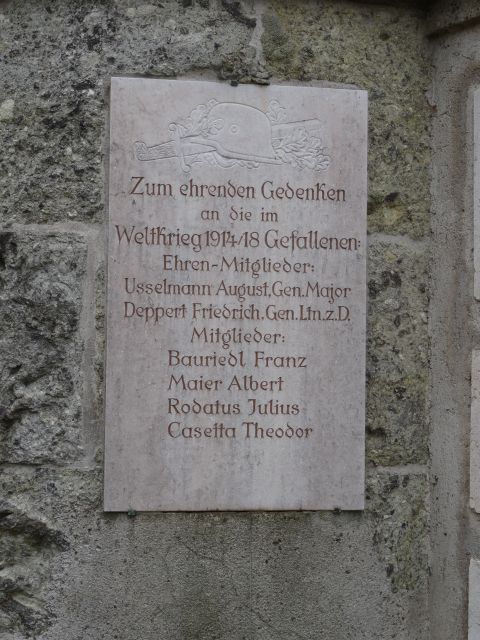 Zum ehrenden Gedenken
an die im
Weltkrieg 1914/18 Gefallenen:
Ehren-Mitglieder:
Usselmann August, Gen. Major
Deppert Friedrich, Gen. Ltn. z. D.
Mitglieder:
Bauriedl Franz
Maier Albert
Rodatus Julius
Casetta Theodor